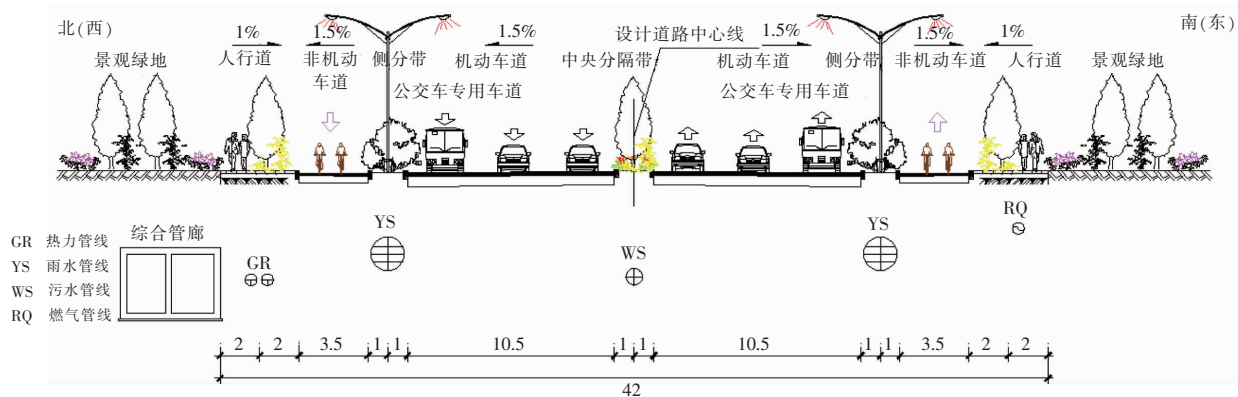 北(西)
南(东)
1%
1.5%
1.5%
设计道路中心线
1.5%
1.5%
1%
景观绿地
人行道
非机动
车道
侧分带
机动车道
中央分隔带
机动车道
侧分带
非机动车道
人行道
景观绿地
公交车专用车道
公交车专用车道
GR 热力管线
YS 雨水管线
WS 污水管线
RQ 燃气管线
综合管廊
GR
YS
WS
YS
RQ
2 2 3.5 1 1 10.5 1 1 10.5 1 1 3.5 2 2
42